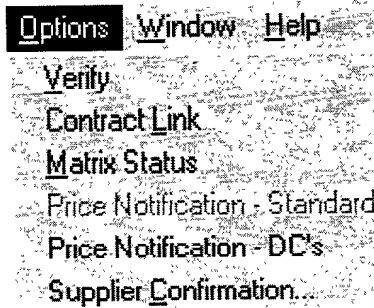 Options Window Help
Verify
Contract Link
Matrix Status
Price Notification - Standard
Price Notification - DC's
Supplier Confirmation...